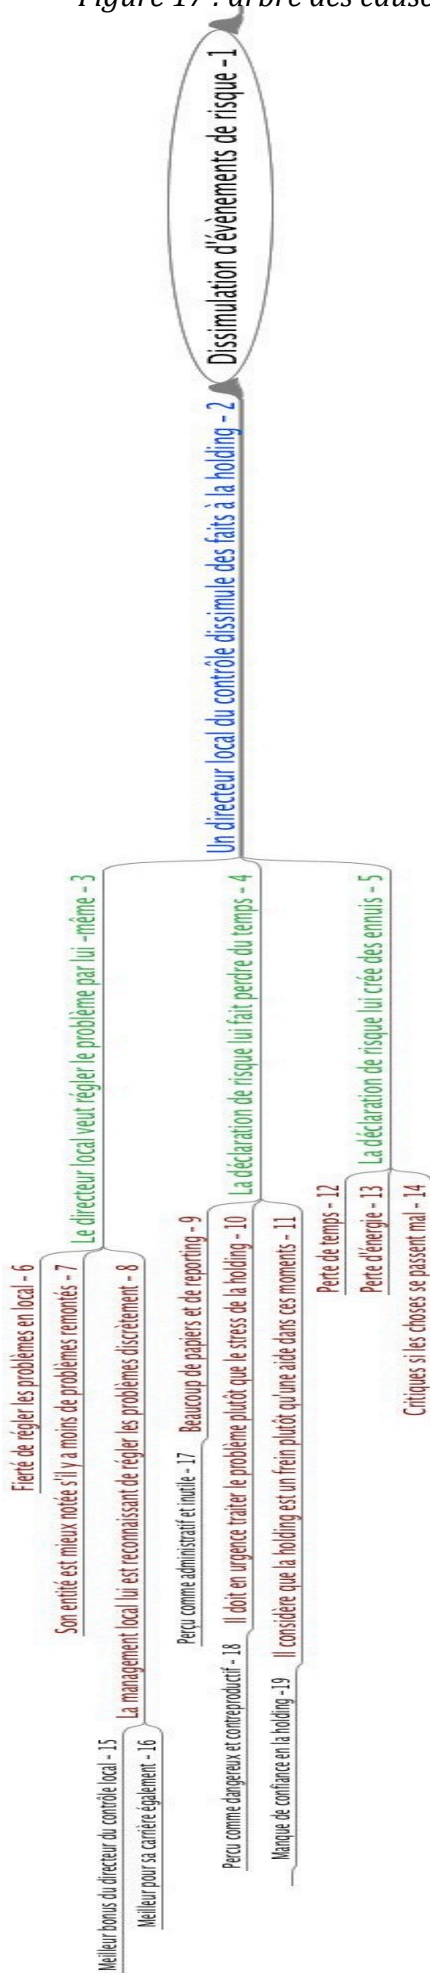 Figure 17 : arbre des cause
Dissimulation d'évènements de risque -1
Un directeur local du contrôle dissimule des faits à la holding - 2
Le directeur local veut régler le problème par lui -même - 3
Fierté de régler les problèmes en local - 6
Son entité est mieux notée s'il y a moins de problèmes remontés - 7
La management local lui est reconnaissant de régler les problèmes discrètement - 8
Meilleur bonus du directeur du contrôle local - 15
Meilleur pour sa carrière également - 16
La déclaration de risque lui fait perdre du temps - 4
Beaucoup de papiers et de reporting - 9
Perçu comme administratif et inutile - 17
Il doit en urgence traiter le problème plutôt que le stress de la holding - 10
Perçu comme dangereux et contreproductif - 18
Il considère que la holding est un frein plutôt qu'une aide dans ces moments - 11
Manque de confiance en la holding -19
La déclaration de risque lui crée des ennuis - 5
Perte de temps - 12
Perte d'énergie - 13
Critiques si les choses se passent mal - 14